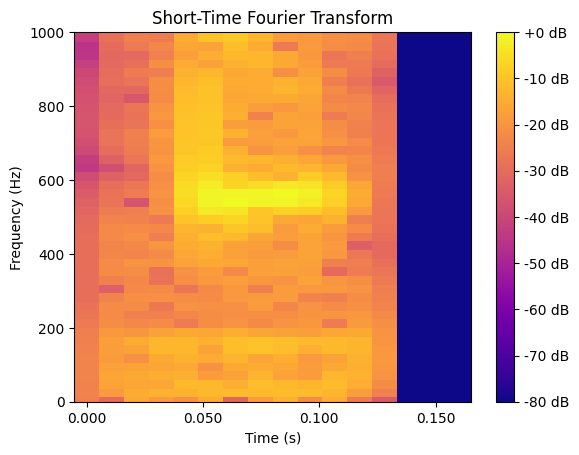 Short-Time Fourier Transform
Frequency (Hz)
1000
800
600
400
200
0
0.000
0.050
0.100
0.150
Time (s)
+0 dB
-10 dB
-20 dB
-30 dB
-40 dB
-50 dB
-60 dB
-70 dB
-80 dB